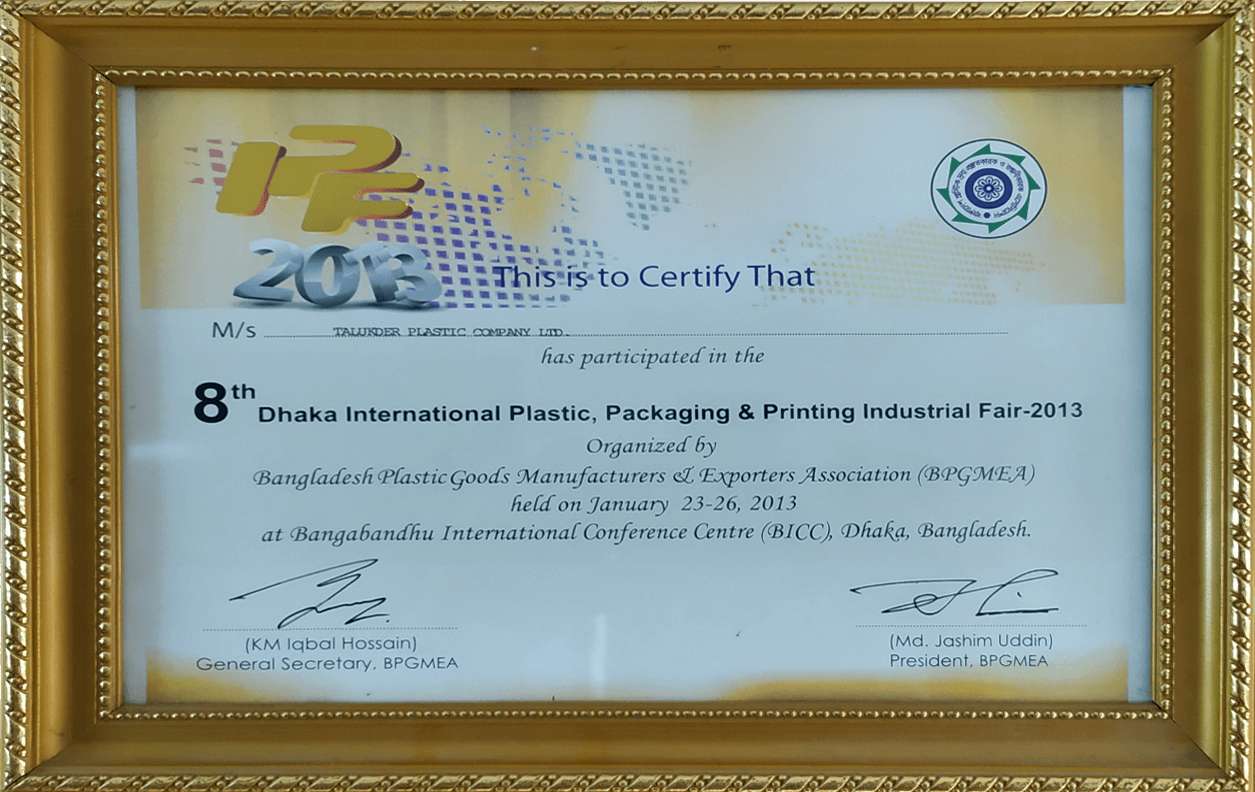 IPF
2013
This is to Certify That
M/s TALUKDER PLASTIC COMPANY LTD.
has participated in the
8th Dhaka International Plastic, Packaging & Printing Industrial Fair-2013
Organized by
Bangladesh Plastic Goods Manufacturers & Exporters Association (BPGMEA)
held on January 23-26, 2013
at Bangabandhu International Conference Centre (BICC), Dhaka, Bangladesh.
(KM Iqbal Hossain)
General Secretary, BPGMEA
(Md. Jashim Uddin)
President, BPGMEA